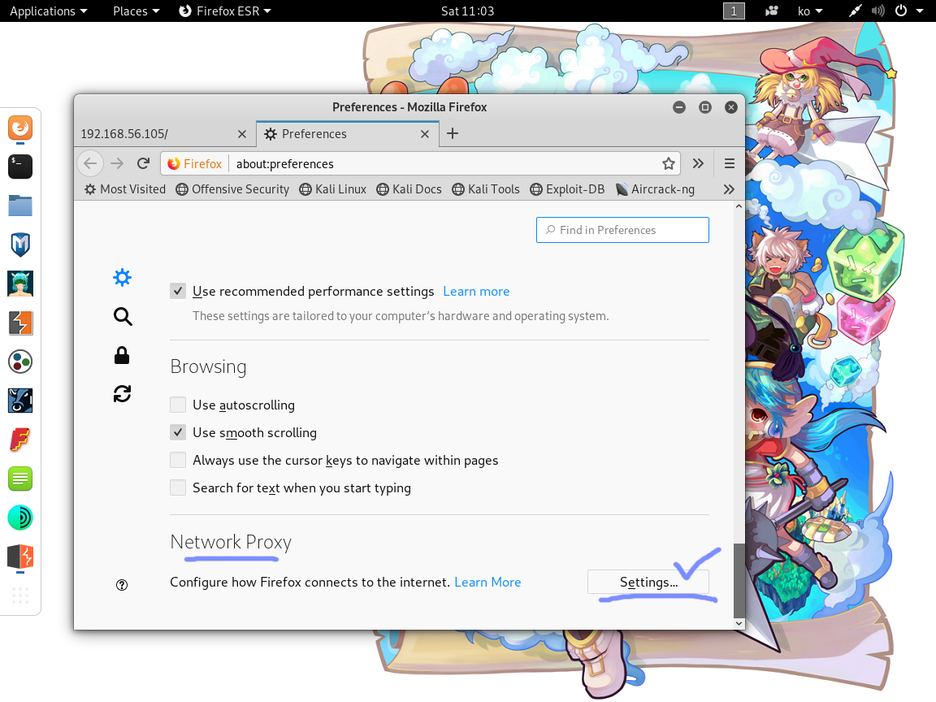 Applications Places Firefox ESR Sat 11:03 1 ko
Preferences - Mozilla Firefox
192.168.56.105/ Preferences
Firefox about:preferences
Most Visited Offensive Security Kali Linux Kali Docs Kali Tools Exploit-DB Aircrack-ng
Find in Preferences
Use recommended performance settings Learn more
These settings are tailored to your computer's hardware and operating system.
Browsing
Use autoscrolling
Use smooth scrolling
Always use the cursor keys to navigate within pages
Search for text when you start typing
Network Proxy
Configure how Firefox connects to the internet. Learn More Settings...